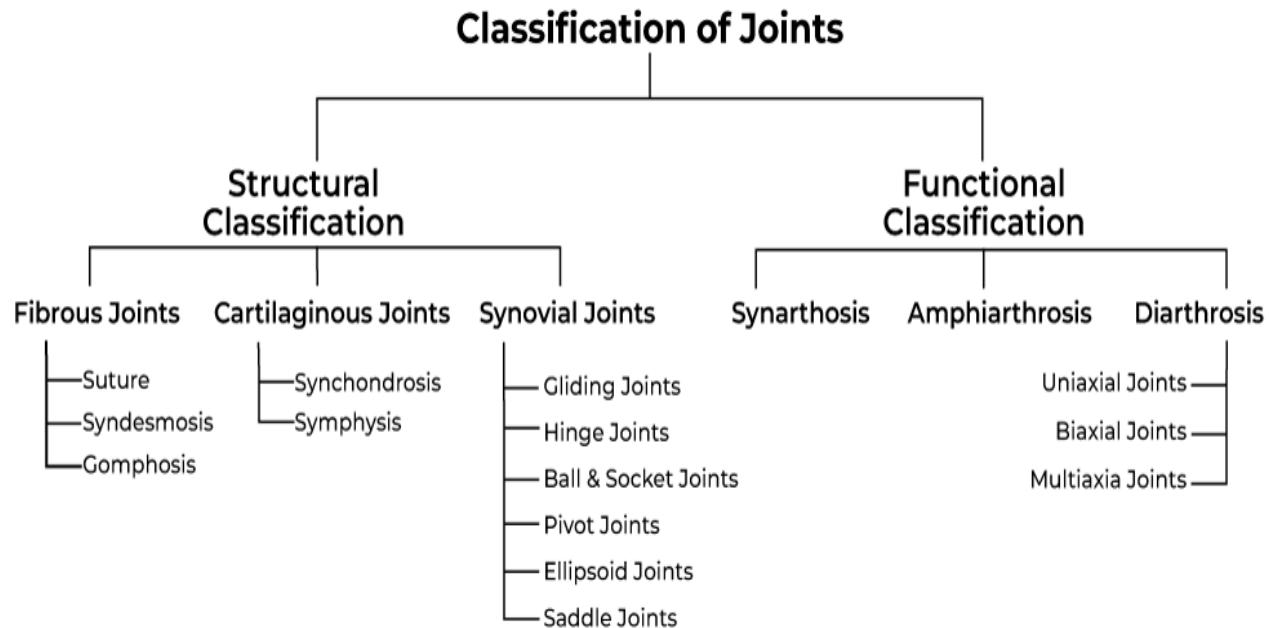 Classification of Joints
Structural
Classification
Functional
Classification
Fibrous Joints
Cartilaginous Joints
Synovial Joints
Synarthosis
Amphiarthrosis
Diarthrosis
Suture
Syndesmosis
Gomphosis
Synchondrosis
Symphysis
Gliding Joints
Hinge Joints
Ball & Socket Joints
Pivot Joints
Ellipsoid Joints
Saddle Joints
Uniaxial Joints
Biaxial Joints
Multiaxia Joints